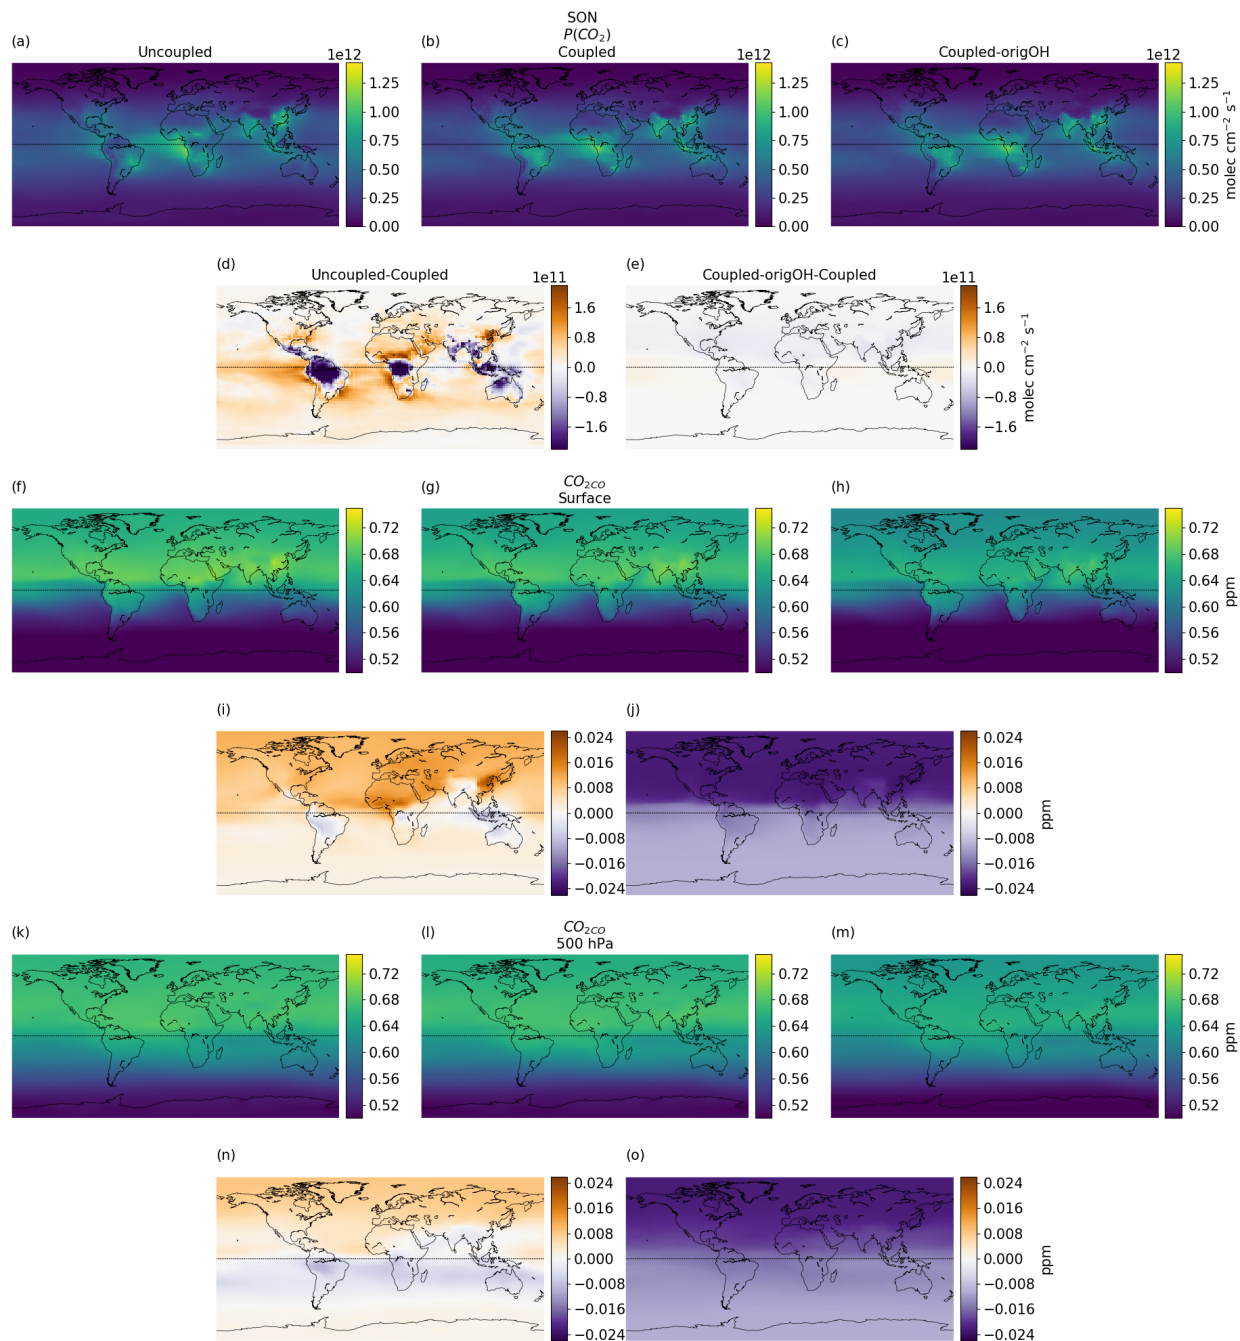 SON
P(CO₂)
(a) (b) (c)
Uncoupled Coupled Coupled-origOH
1e12 1e12 1e12
1.25 1.25 1.25
1.00 1.00 1.00
0.75 0.75 0.75
0.50 0.50 0.50
0.25 0.25 0.25
0.00 0.00 0.00
molec cm⁻² s⁻¹
(d) (e)
Uncoupled-Coupled Coupled-origOH-Coupled
1e11 1e11
1.6 1.6
0.8 0.8
0.0 0.0
−0.8 −0.8
−1.6 −1.6
molec cm⁻² s⁻¹
(f) (g) (h)
CO₂CO
Surface
0.72 0.72 0.72
0.68 0.68 0.68
0.64 0.64 0.64
0.60 0.60 0.60
0.56 0.56 0.56
0.52 0.52 0.52
ppm
(i) (j)
0.024 0.024
0.016 0.016
0.008 0.008
0.000 0.000
−0.008 −0.008
−0.016 −0.016
−0.024 −0.024
ppm
(k) (l) (m)
CO₂CO
500 hPa
0.72 0.72 0.72
0.68 0.68 0.68
0.64 0.64 0.64
0.60 0.60 0.60
0.56 0.56 0.56
0.52 0.52 0.52
ppm
(n) (o)
0.024 0.024
0.016 0.016
0.008 0.008
0.000 0.000
−0.008 −0.008
−0.016 −0.016
−0.024 −0.024
ppm